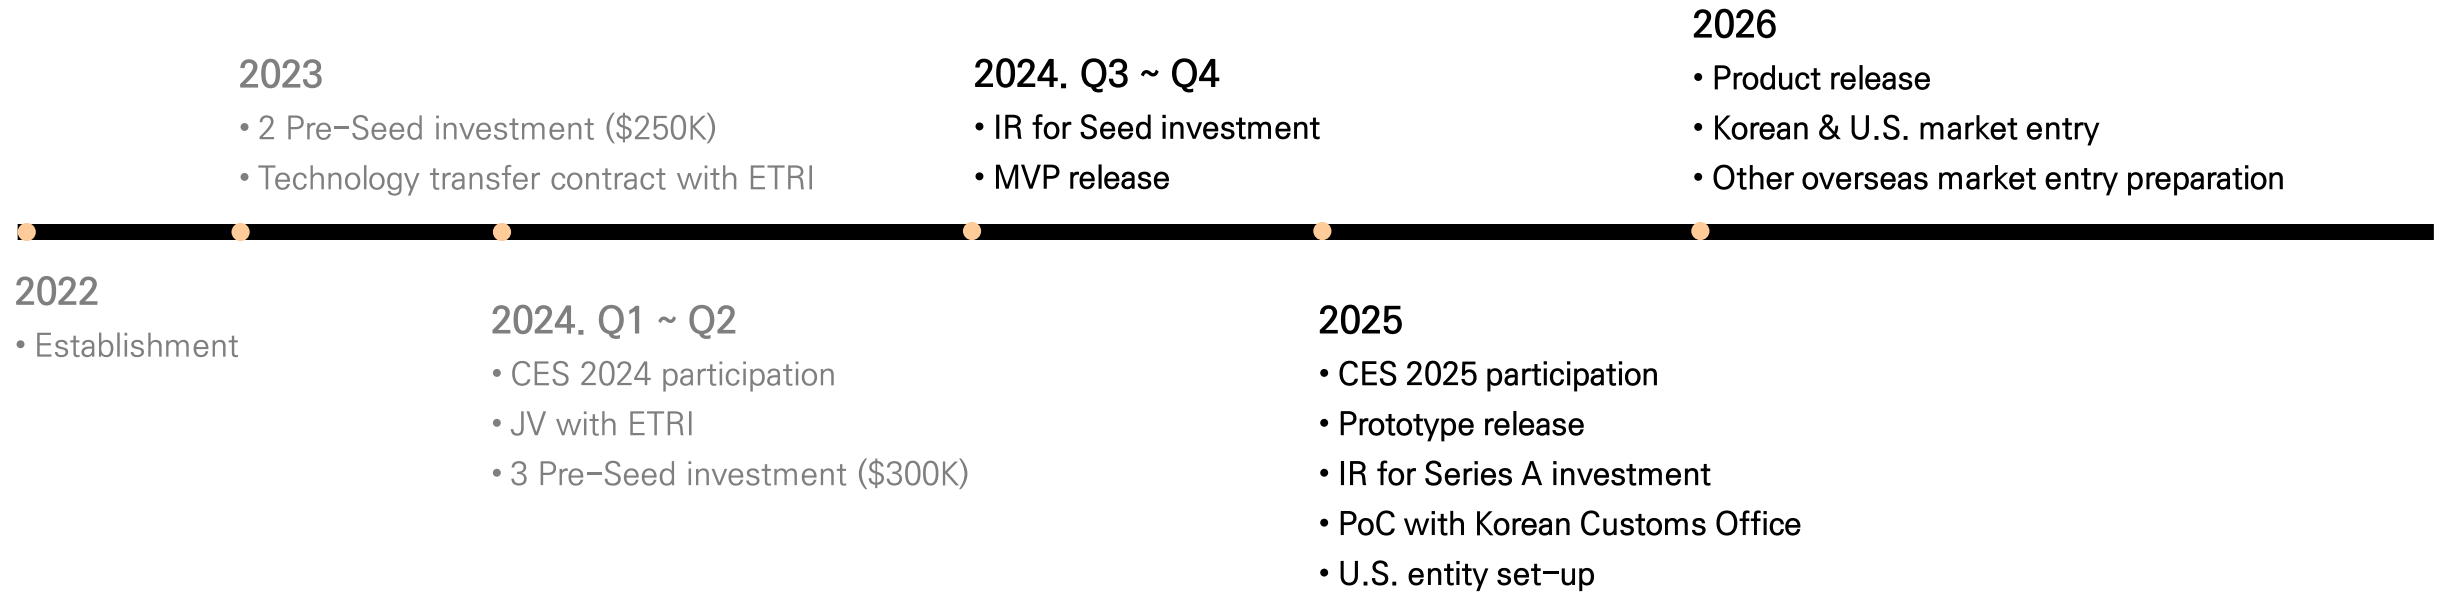 2022
• Establishment
2023
• 2 Pre-Seed investment ($250K)
• Technology transfer contract with ETRI
2024. Q1 ~ Q2
• CES 2024 participation
• JV with ETRI
• 3 Pre-Seed investment ($300K)
2024. Q3 ~ Q4
• IR for Seed investment
• MVP release
2025
• CES 2025 participation
• Prototype release
• IR for Series A investment
• PoC with Korean Customs Office
• U.S. entity set-up
2026
• Product release
• Korean & U.S. market entry
• Other overseas market entry preparation